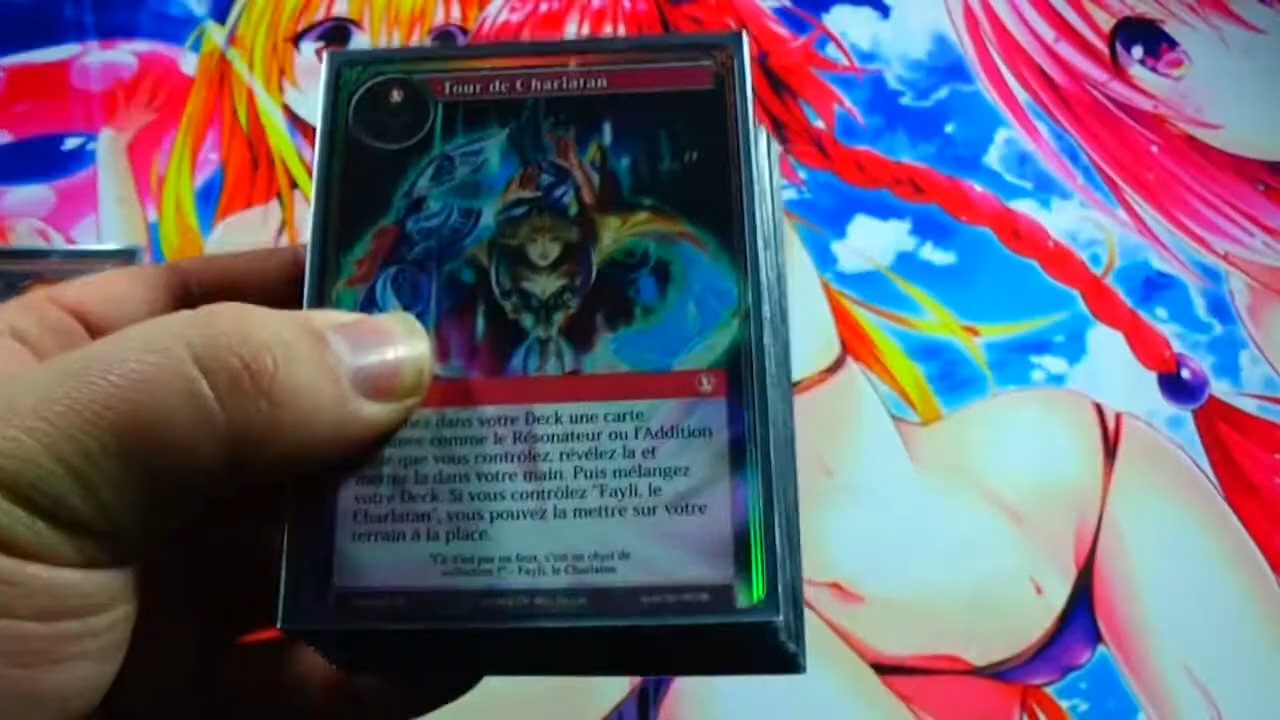 Tour de Charlatan
dans votre Deck une carte
comme le Résonateur ou l'Addition
que vous contrôlez, révélez la et
la dans votre main. Puis mélangez
votre Deck. Si vous contrôlez "Fayli, le
Charlatan", vous pouvez la mettre sur votre
terrain à la place.
"Ce n'est pas un faux, c'est un objet de
collection !" - Fayli, le Charlatan